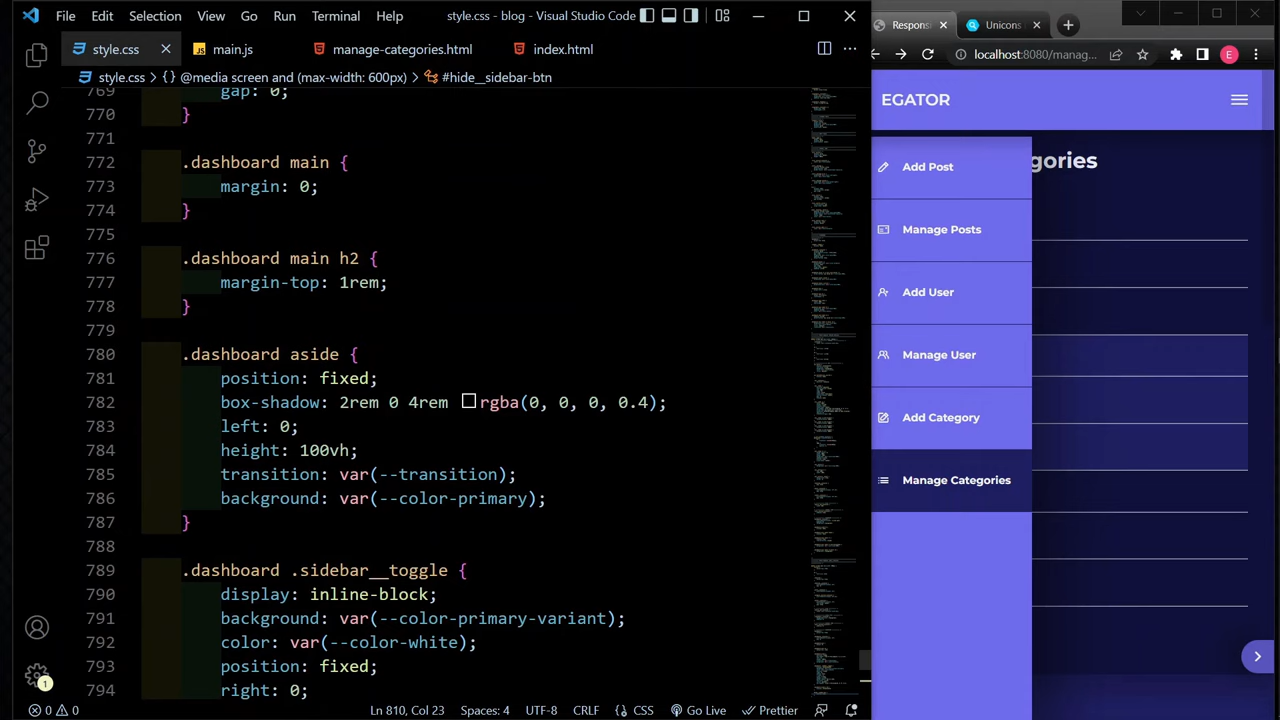 File Edit Selection View Go Run Terminal Help style.css - blog - Visual Studio Code
style.css main.js manage-categories.html index.html
style.css > {} @media screen and (max-width: 600px) > #hide__sidebar-btn
769 gap: 0;
770 }
771
772 .dashboard main {
773 margin: 0;
774 }
775
776 .dashboard main h2 {
777 margin-top: 1rem;
778 }
779
780 .dashboard aside {
781 position: fixed;
782 box-shadow: 2rem 0 4rem rgba(0, 0, 0, 0.4);
783 left: 0;
784 height: 100vh;
785 transition: var(--transition);
786 background: var(--color-primary);
787 }
788
789 .dashboard .sidebar__toggle {
790 display: inline-block;
791 background: var(--color-primary-variant);
792 color: var(--color-white);
793 position: fixed;
794 right: 0;
0 0 Ln 810, Col 23 Spaces: 4 UTF-8 CRLF {} CSS Go Live Prettier
1
Respons Unicons
localhost:8080/manag... E
EGATOR
gories
Add Post
Manage Posts
Add User
Manage User
Add Category
Manage Categories